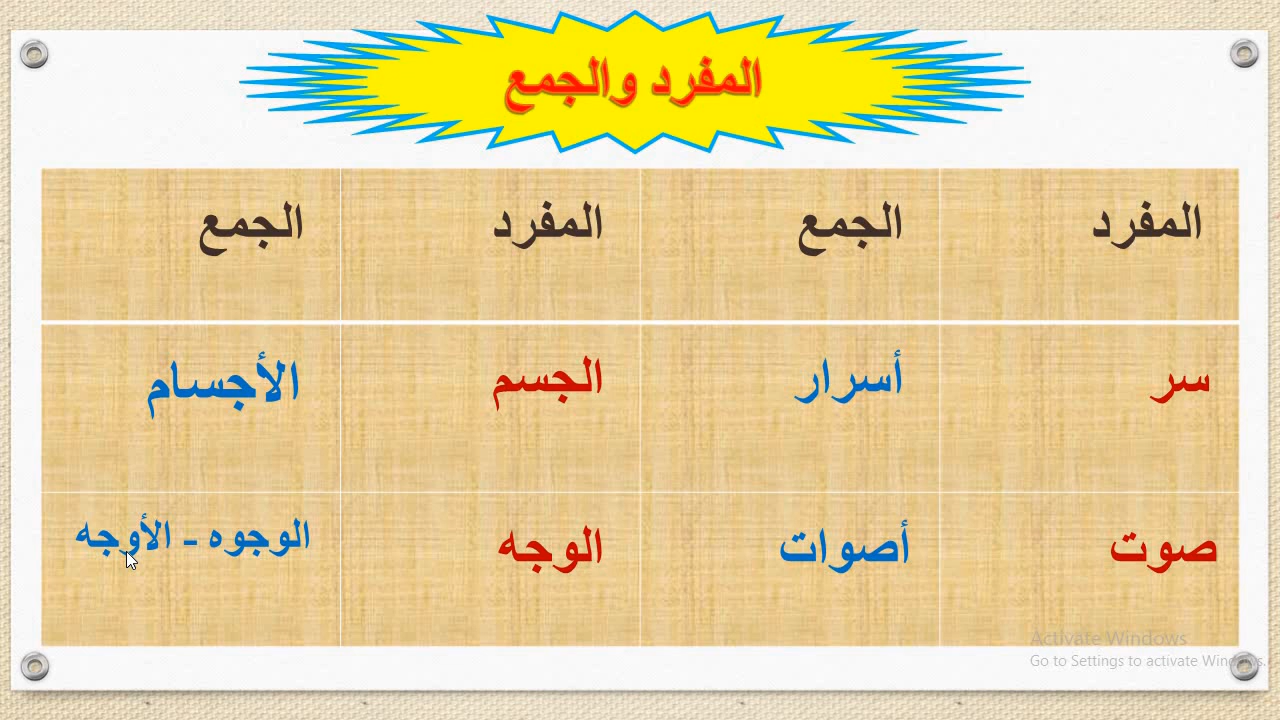 المفرد والجمع
المفرد الجمع المفرد الجمع
سر أسرار الجسم الأجسام
صوت أصوات الوجه الوجوه - الأوجه
Activate Windows
Go to Settings to activate Windows.